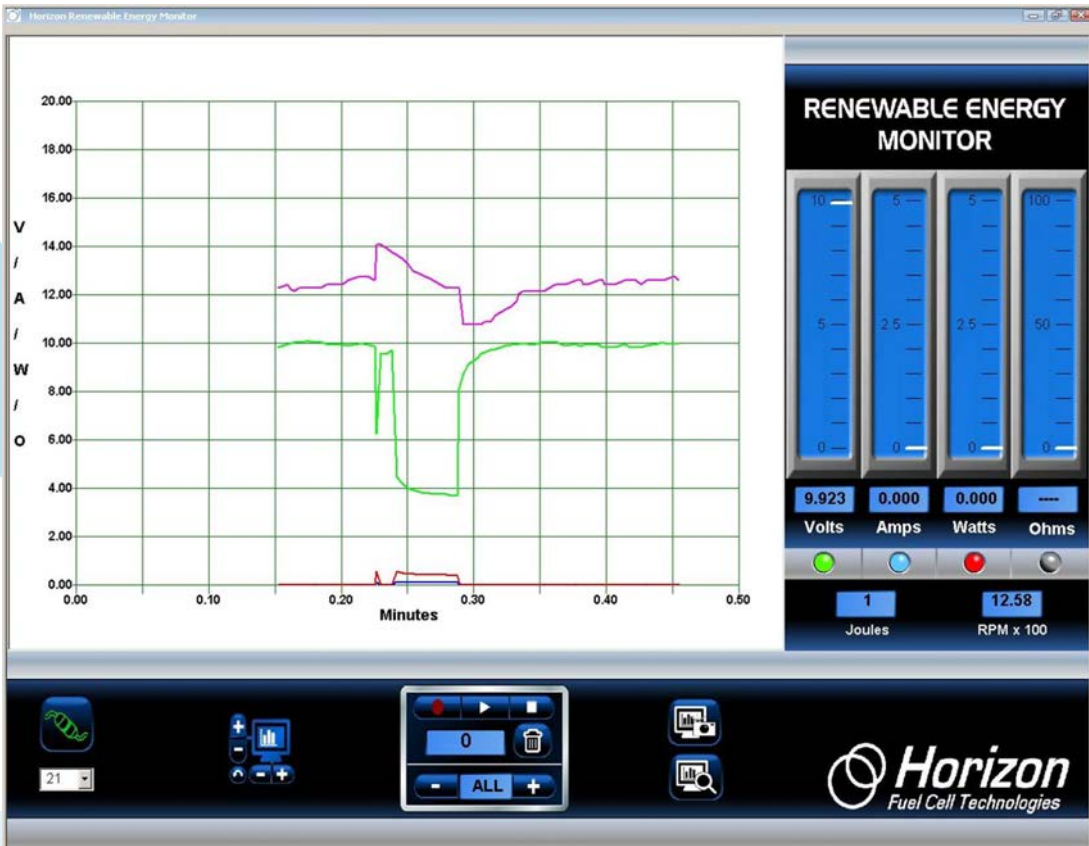 Horizon Renewable Energy Monitor
20.00
18.00
16.00
14.00
12.00
10.00
8.00
6.00
4.00
2.00
0.00
V
/
A
/
W
/
O
0.00 0.10 0.20 0.30 0.40 0.50
Minutes
RENEWABLE ENERGY
MONITOR
10 5 5 100
5 2.5 2.5 50
0 0 0 0
9.923 0.000 0.000 ----
Volts Amps Watts Ohms
1 12.58
Joules RPM x 100
21
0
- ALL +
Horizon
Fuel Cell Technologies